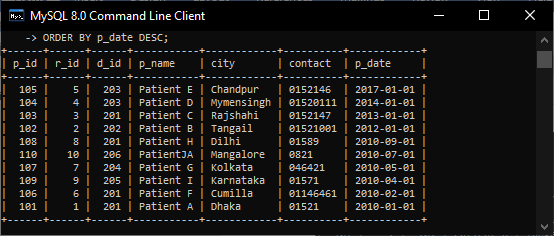 MySQL 8.0 Command Line Client
-> ORDER BY p_date DESC;
+------+------+------+-----------+------------+----------+------------+
| p_id | r_id | d_id | p_name    | city       | contact  | p_date     |
+------+------+------+-----------+------------+----------+------------+
|  105 |    5 |  203 | Patient E | Chandpur   | 0152146  | 2017-01-01 |
|  104 |    4 |  203 | Patient D | Mymensingh | 01520111 | 2014-01-01 |
|  103 |    3 |  201 | Patient C | Rajshahi   | 0152147  | 2013-01-01 |
|  102 |    2 |  202 | Patient B | Tangail    | 01521001 | 2012-01-01 |
|  108 |    8 |  201 | Patient H | Dilhi      | 01589    | 2010-09-01 |
|  110 |   10 |  206 | PatientJA | Mangalore  | 0821     | 2010-07-01 |
|  107 |    7 |  204 | Patient G | Kolkata    | 046421   | 2010-05-01 |
|  109 |    9 |  205 | Patient I | Karnataka  | 01571    | 2010-04-01 |
|  106 |    6 |  201 | Patient F | Cumilla    | 01146461 | 2010-02-01 |
|  101 |    1 |  201 | Patient A | Dhaka      | 01521    | 2010-01-01 |
+------+------+------+-----------+------------+----------+------------+